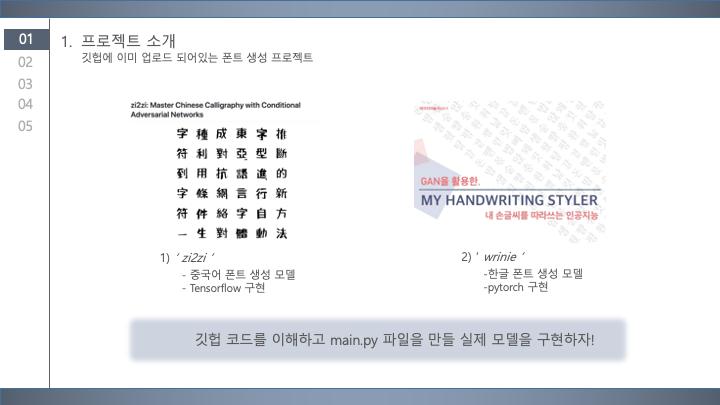 01
02
03
04
05
1. 프로젝트 소개
깃헙에 이미 업로드 되어있는 폰트 생성 프로젝트
zi2zi: Master Chinese Calligraphy with Conditional
Adversarial Networks
字 種 成 東 字 推
符 利 對 亞 型 斷
到 用 抗 語 進 的
字 條 網 言 行 新
符 件 絡 字 自 方
一 生 對 體 動 法
1) ‘ zi2zi ‘
- 중국어 폰트 생성 모델
- Tensorflow 구현
GAN을 활용한,
MY HANDWRITING STYLER
내 손글씨를 따라쓰는 인공지능
2) ‘ wrinie ‘
-한글 폰트 생성 모델
-pytorch 구현
깃헙 코드를 이해하고 main.py 파일을 만들 실제 모델을 구현하자!